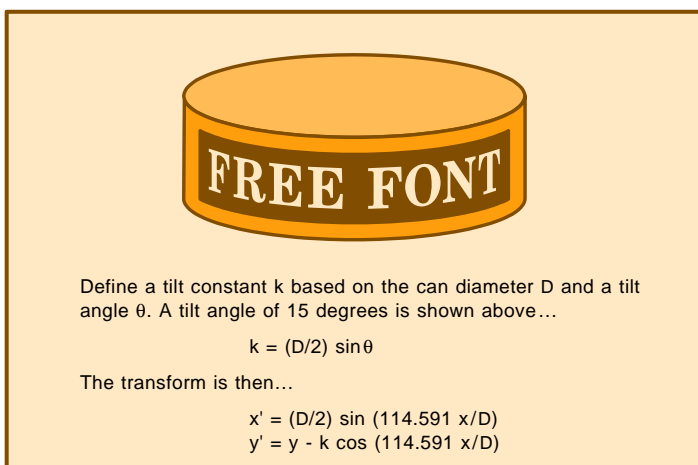 FREE FONT
Define a tilt constant k based on the can diameter D and a tilt
angle θ. A tilt angle of 15 degrees is shown above…
k = (D/2) sinθ
The transform is then…
x' = (D/2) sin (114.591 x/D)
y' = y - k cos (114.591 x/D)